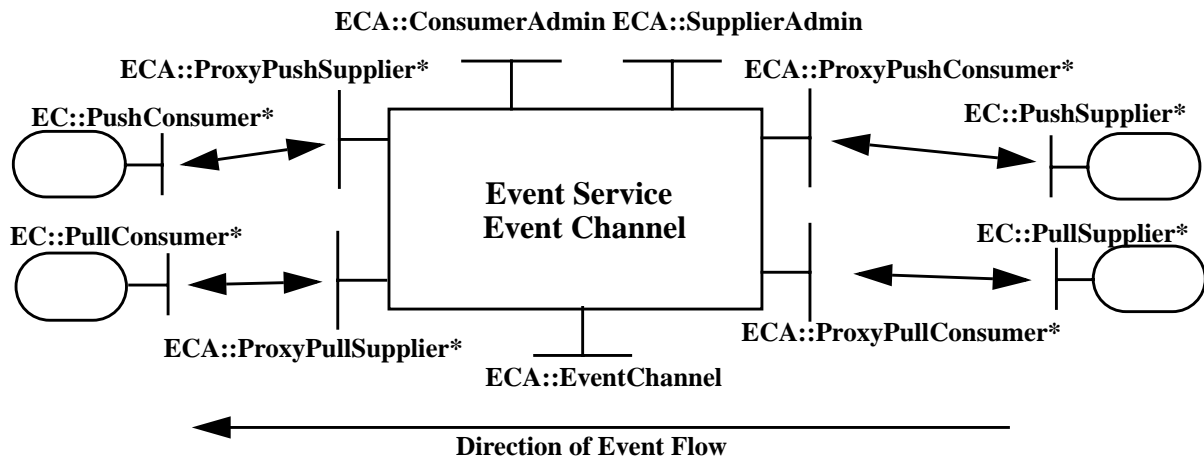 ECA::ConsumerAdmin ECA::SupplierAdmin
ECA::ProxyPushSupplier*
ECA::ProxyPushConsumer*
EC::PushConsumer*
EC::PushSupplier*
Event Service
Event Channel
EC::PullConsumer*
EC::PullSupplier*
ECA::ProxyPullSupplier*
ECA::ProxyPullConsumer*
ECA::EventChannel
Direction of Event Flow